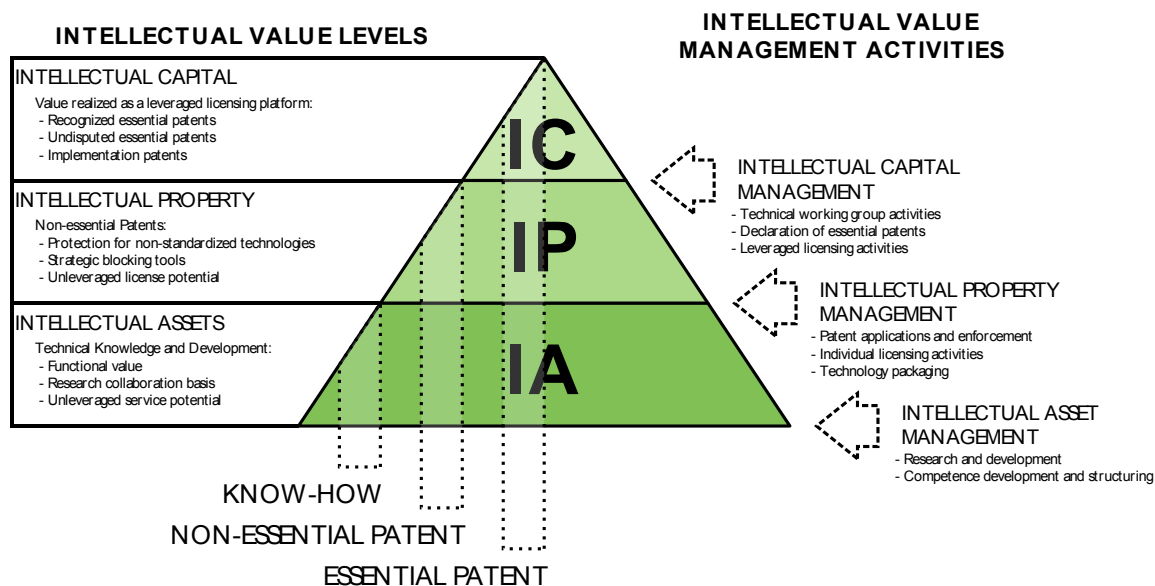 INTELLECTUAL VALUE LEVELS
INTELLECTUAL CAPITAL
Value realized as a leveraged licensing platform:
- Recognized essential patents
- Undisputed essential patents
- Implementation patents
INTELLECTUAL PROPERTY
Non-essential Patents:
- Protection for non-standardized technologies
- Strategic blocking tools
- Unleveraged license potential
INTELLECTUAL ASSETS
Technical Knowledge and Development:
- Functional value
- Research collaboration basis
- Unleveraged service potential
IC
IP
IA
KNOW-HOW
NON-ESSENTIAL PATENT
ESSENTIAL PATENT
INTELLECTUAL VALUE
MANAGEMENT ACTIVITIES
INTELLECTUAL CAPITAL
MANAGEMENT
- Technical working group activities
- Declaration of essential patents
- Leveraged licensing activities
INTELLECTUAL PROPERTY
MANAGEMENT
- Patent applications and enforcement
- Individual licensing activities
- Technology packaging
INTELLECTUAL ASSET
MANAGEMENT
- Research and development
- Competence development and structuring